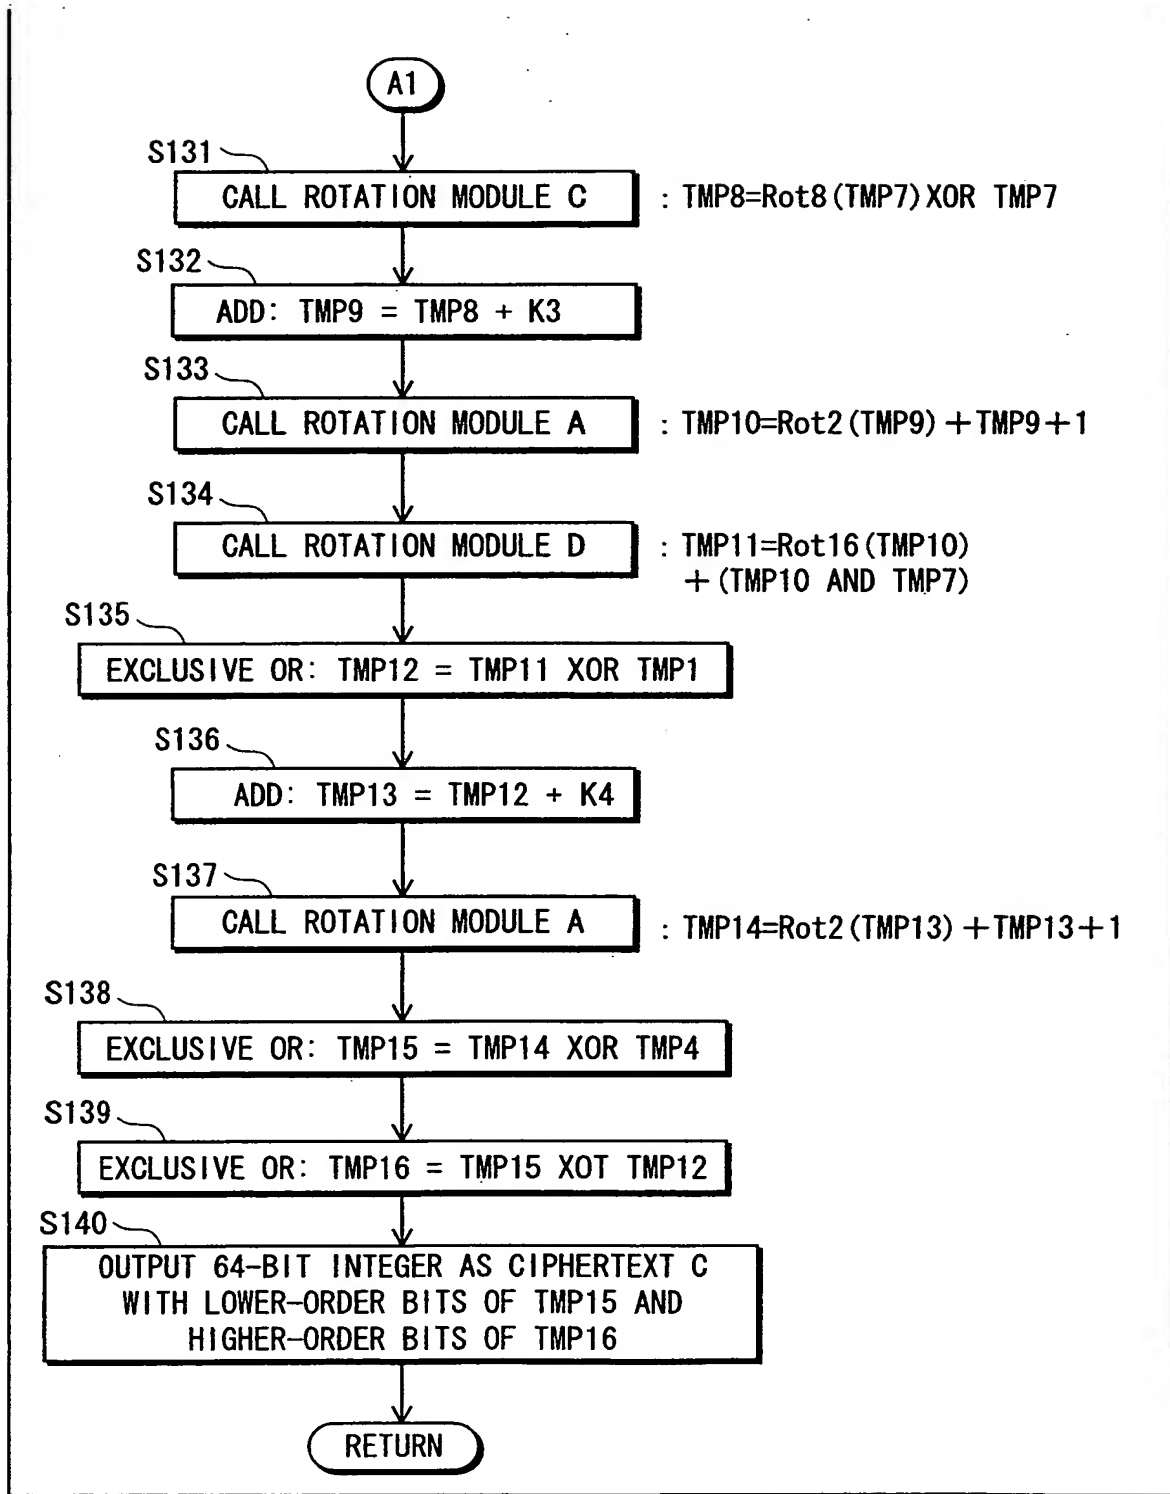 A1
S131
CALL ROTATION MODULE C
: TMP8=Rot8(TMP7)XOR TMP7
S132
ADD: TMP9 = TMP8 + K3
S133
CALL ROTATION MODULE A
: TMP10=Rot2(TMP9)+TMP9+1
S134
CALL ROTATION MODULE D
: TMP11=Rot16(TMP10)
+(TMP10 AND TMP7)
S135
EXCLUSIVE OR: TMP12 = TMP11 XOR TMP1
S136
ADD: TMP13 = TMP12 + K4
S137
CALL ROTATION MODULE A
: TMP14=Rot2(TMP13)+TMP13+1
S138
EXCLUSIVE OR: TMP15 = TMP14 XOR TMP4
S139
EXCLUSIVE OR: TMP16 = TMP15 XOT TMP12
S140
OUTPUT 64-BIT INTEGER AS CIPHERTEXT C
WITH LOWER-ORDER BITS OF TMP15 AND
HIGHER-ORDER BITS OF TMP16
RETURN